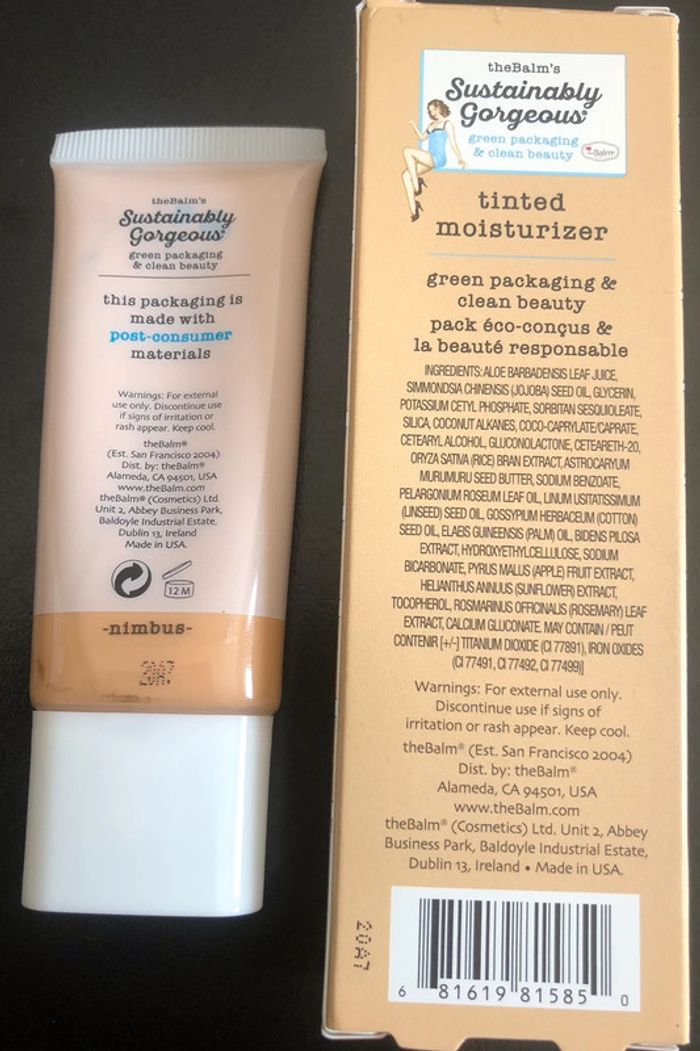 theBalm's
Sustainably
Gorgeous®
green packaging
& clean beauty
this packaging is
made with
post-consumer
materials
Warnings: For external
use only. Discontinue use
if signs of irritation or
rash appear. Keep cool.
theBalm®
(Est. San Francisco 2004)
Dist. by: theBalm®
Alameda, CA 94501, USA
www.theBalm.com
theBalm® (Cosmetics) Ltd.
Unit 2, Abbey Business Park,
Baldoyle Industrial Estate,
Dublin 13, Ireland
Made in USA.
12 M
-nimbus-
theBalm's
Sustainably
Gorgeous®
green packaging
& clean beauty
theBalm
tinted
moisturizer
green packaging &
clean beauty
pack éco-conçus &
la beauté responsable
INGREDIENTS: ALOE BARBADENSIS LEAF JUICE,
SIMMONDSIA CHINENSIS (JOJOBA) SEED OIL, GLYCERIN,
POTASSIUM CETYL PHOSPHATE, SORBITAN SESQUIOLEATE,
SILICA, COCONUT ALKANES, COCO-CAPRYLATE/CAPRATE,
CETEARYL ALCOHOL, GLUCONOLACTONE, CETEARETH-20,
ORYZA SATIVA (RICE) BRAN EXTRACT, ASTROCARYUM
MURUMURU SEED BUTTER, SODIUM BENZOATE,
PELARGONIUM ROSEUM LEAF OIL, LINUM USITATISSIMUM
(LINSEED) SEED OIL, GOSSYPIUM HERBACEUM (COTTON)
SEED OIL, ELAEIS GUINEENSIS (PALM) OIL, BIDENS PILOSA
EXTRACT, HYDROXYETHYLCELLULOSE, SODIUM
BICARBONATE, PYRUS MALUS (APPLE) FRUIT EXTRACT,
HELIANTHUS ANNUUS (SUNFLOWER) EXTRACT,
TOCOPHEROL, ROSMARINUS OFFICINALIS (ROSEMARY) LEAF
EXTRACT, CALCIUM GLUCONATE. MAY CONTAIN / PEUT
CONTENIR [+/-] TITANIUM DIOXIDE (CI 77891), IRON OXIDES
(CI 77491, CI 77492, CI 77499)]
Warnings: For external use only.
Discontinue use if signs of
irritation or rash appear. Keep cool.
theBalm® (Est. San Francisco 2004)
Dist. by: theBalm®
Alameda, CA 94501, USA
www.theBalm.com
theBalm® (Cosmetics) Ltd. Unit 2, Abbey
Business Park, Baldoyle Industrial Estate,
Dublin 13, Ireland • Made in USA.
6 81619 81585 0